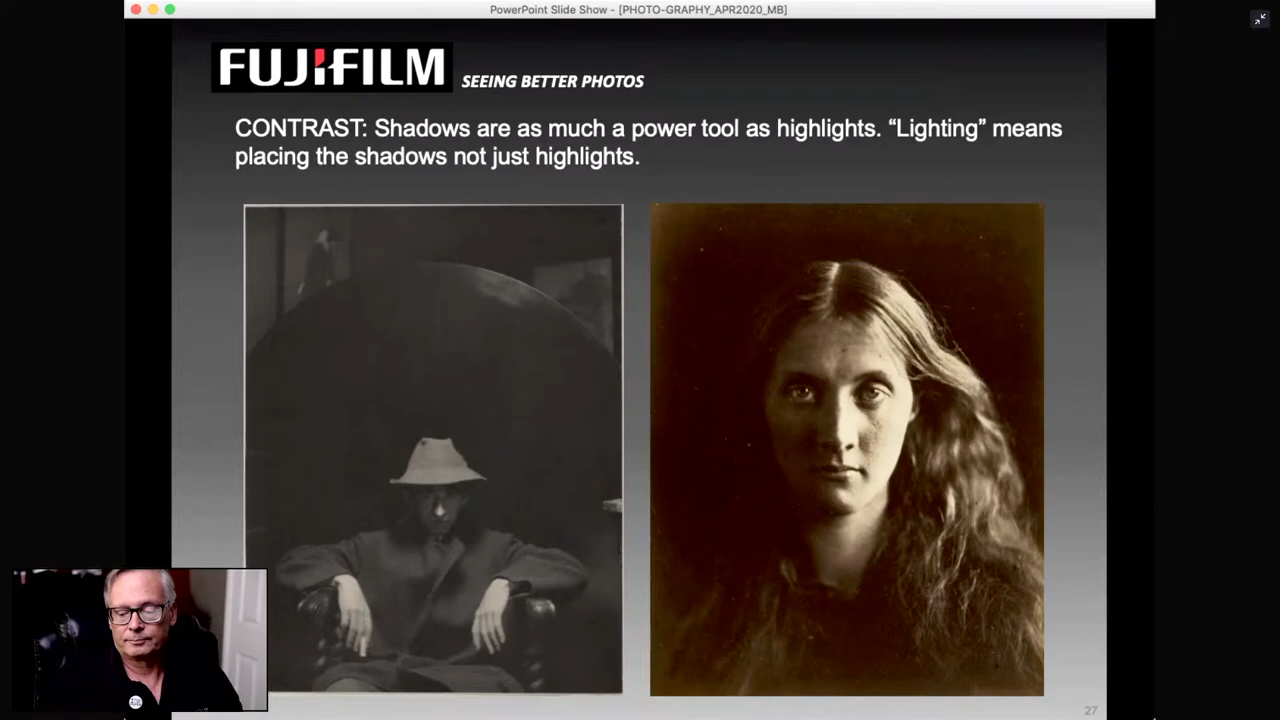 PowerPoint Slide Show - [PHOTO-GRAPHY_APR2020_MB]
FUJIFILM SEEING BETTER PHOTOS
CONTRAST: Shadows are as much a power tool as highlights. “Lighting” means
placing the shadows not just highlights.
27